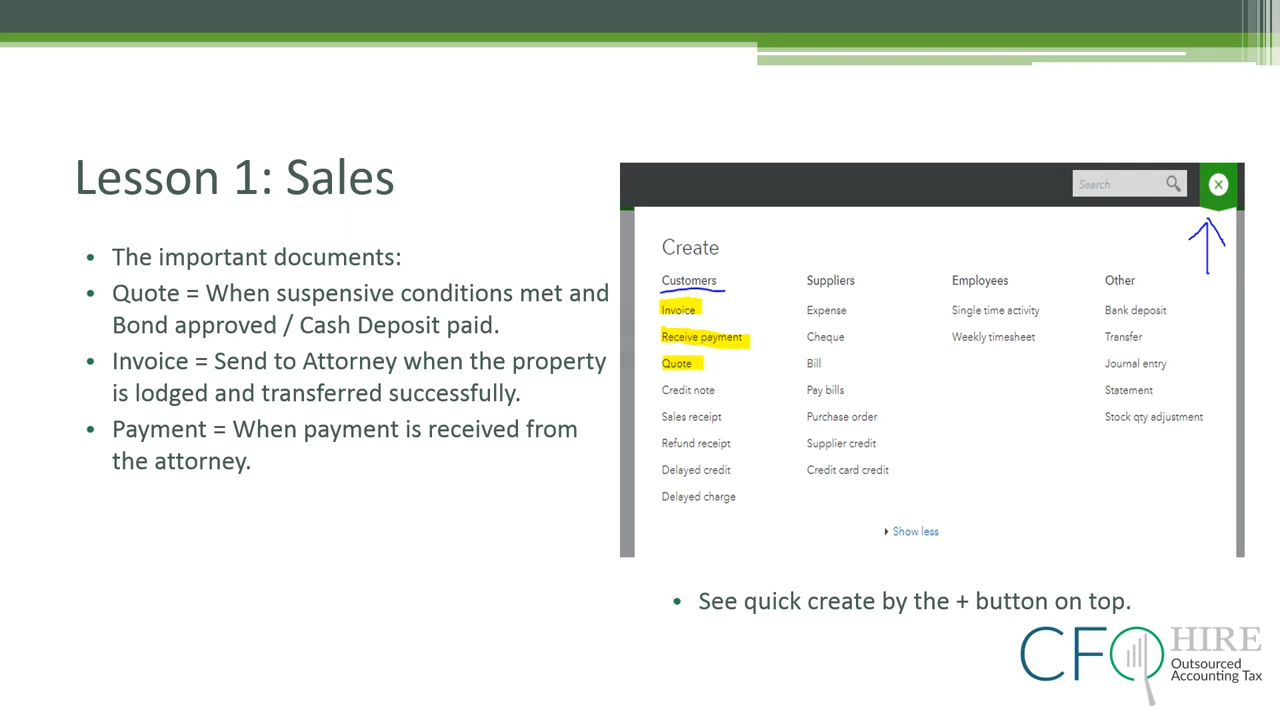 Lesson 1: Sales
• The important documents:
• Quote = When suspensive conditions met and
Bond approved / Cash Deposit paid.
• Invoice = Send to Attorney when the property
is lodged and transferred successfully.
• Payment = When payment is received from
the attorney.
Search
Create
Customers
Invoice
Receive payment
Quote
Credit note
Sales receipt
Refund receipt
Delayed credit
Delayed charge
Suppliers
Expense
Cheque
Bill
Pay bills
Purchase order
Supplier credit
Credit card credit
Employees
Single time activity
Weekly timesheet
Other
Bank deposit
Transfer
Journal entry
Statement
Stock qty adjustment
Show less
• See quick create by the + button on top.
CFO HIRE
Outsourced
Accounting Tax